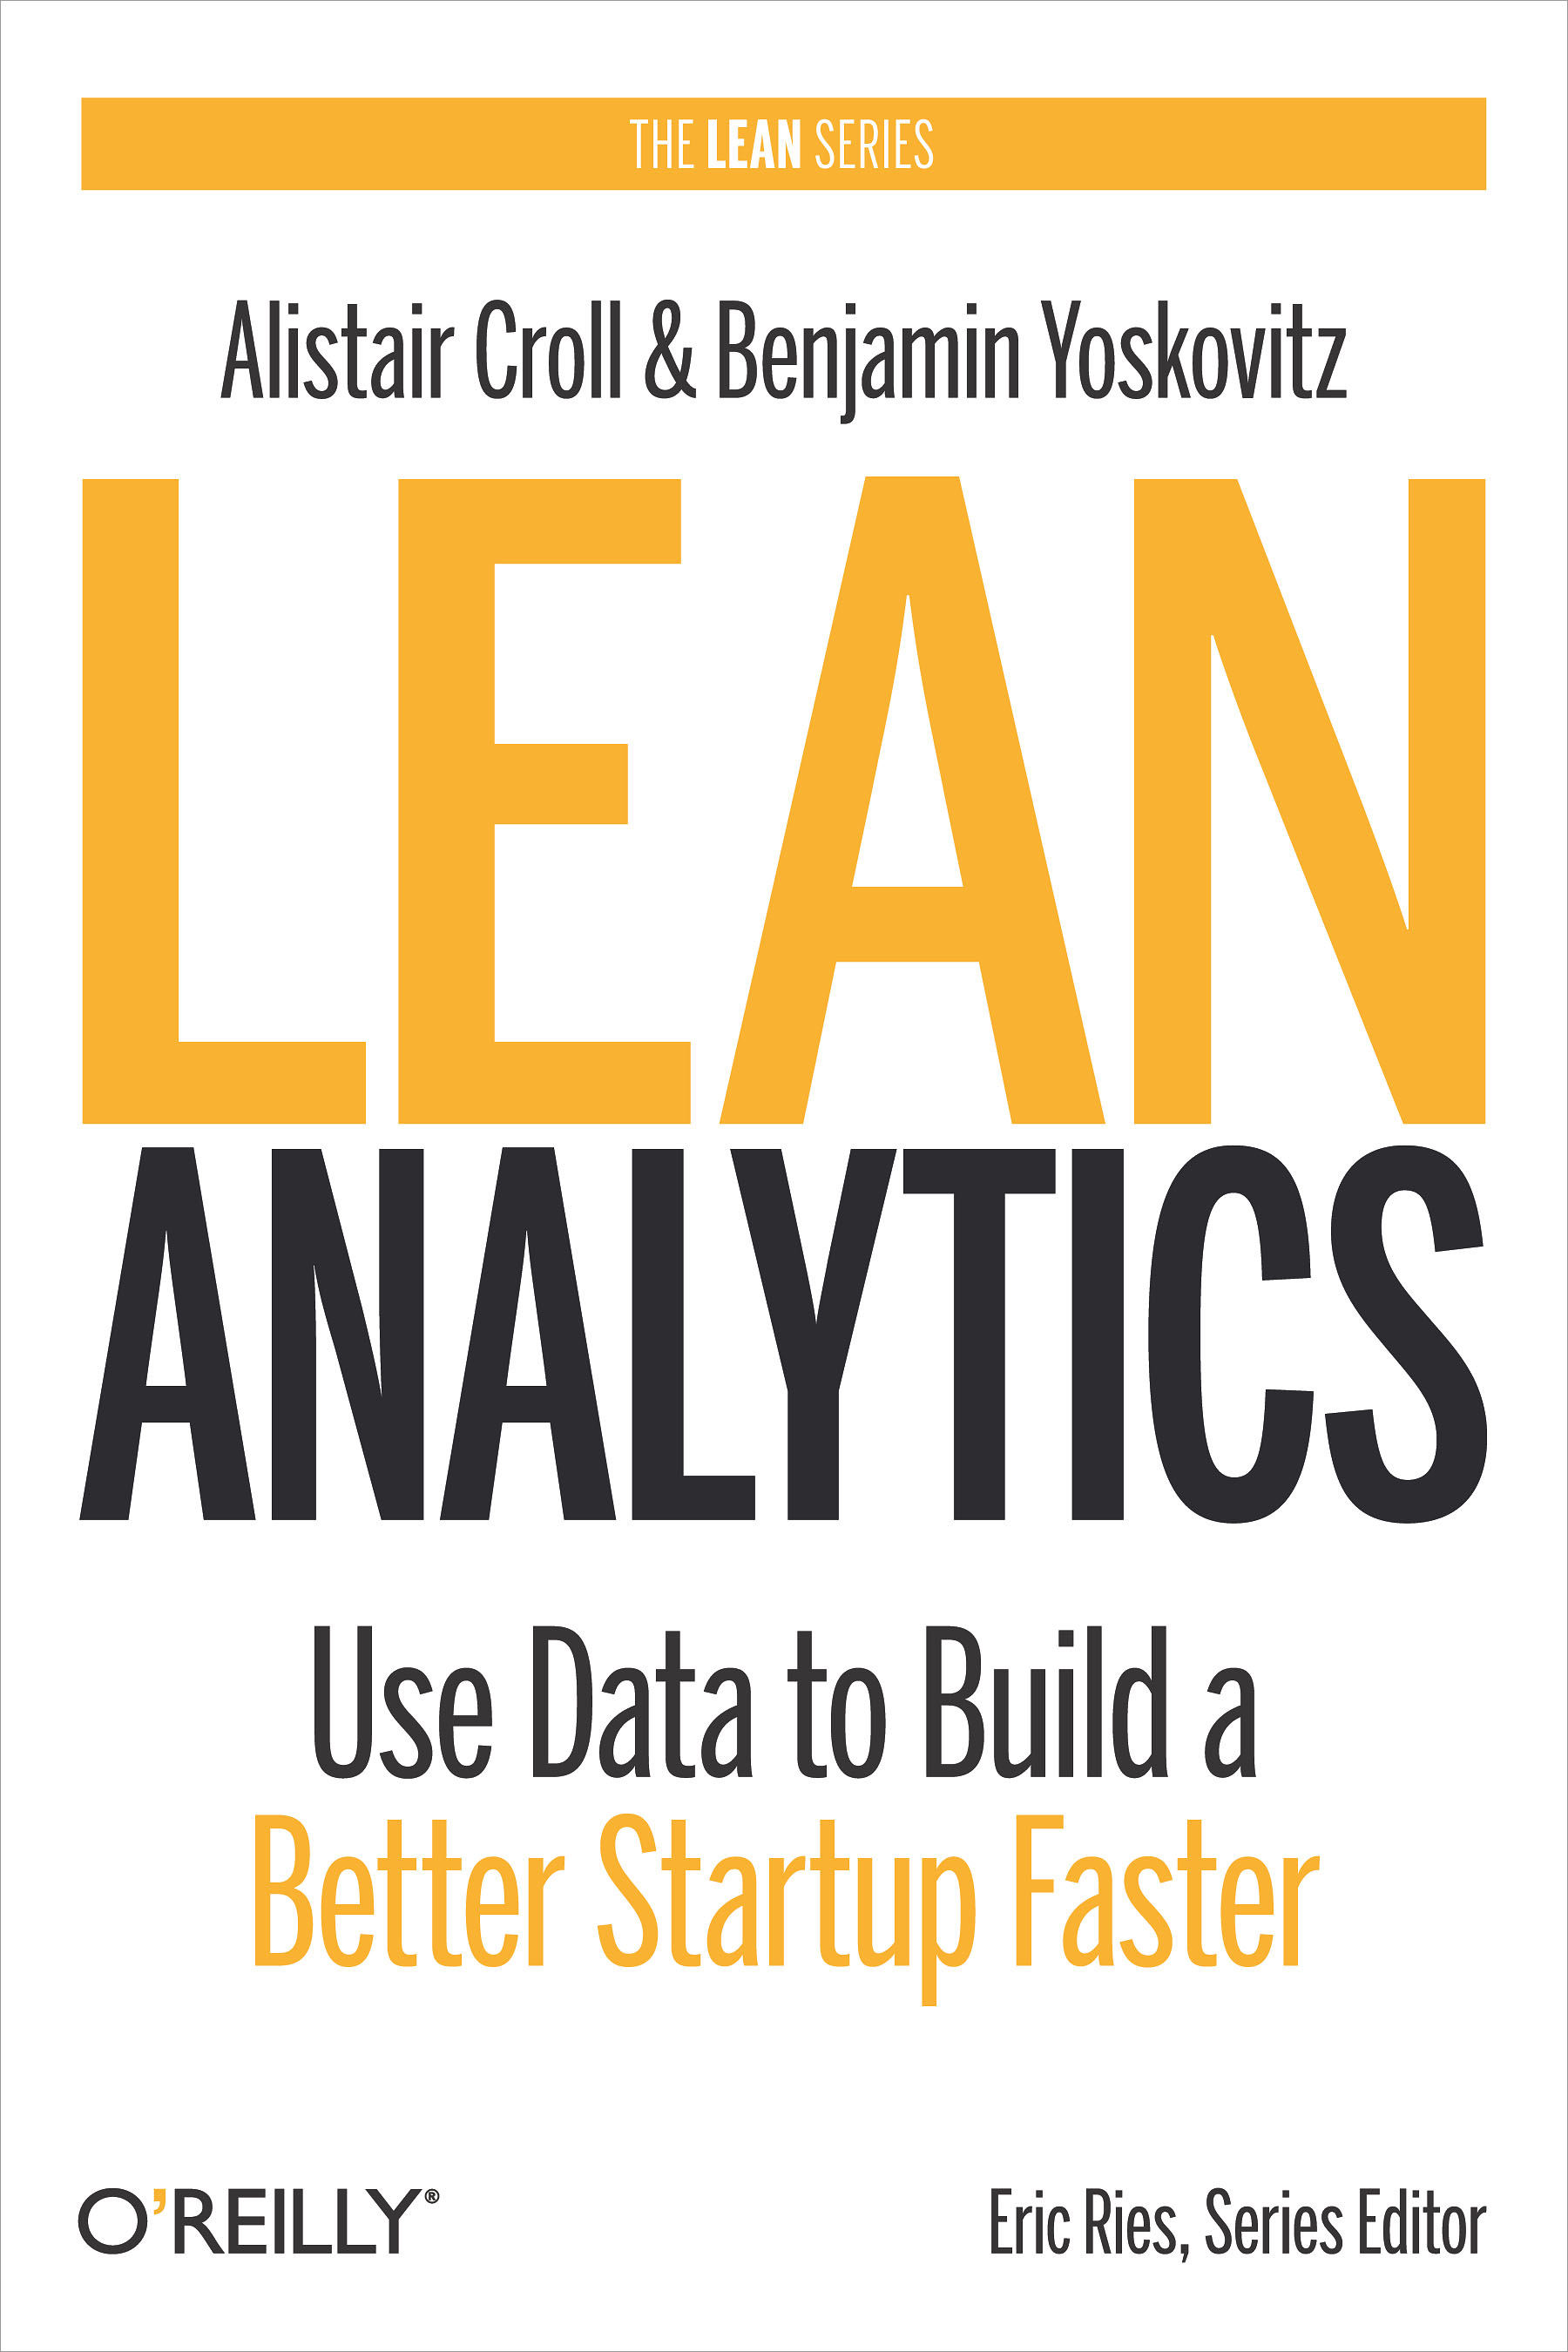 THE LEAN SERIES
Alistair Croll & Benjamin Yoskovitz
LEAN
ANALYTICS
Use Data to Build a
Better Startup Faster
O'REILLY®
Eric Ries, Series Editor